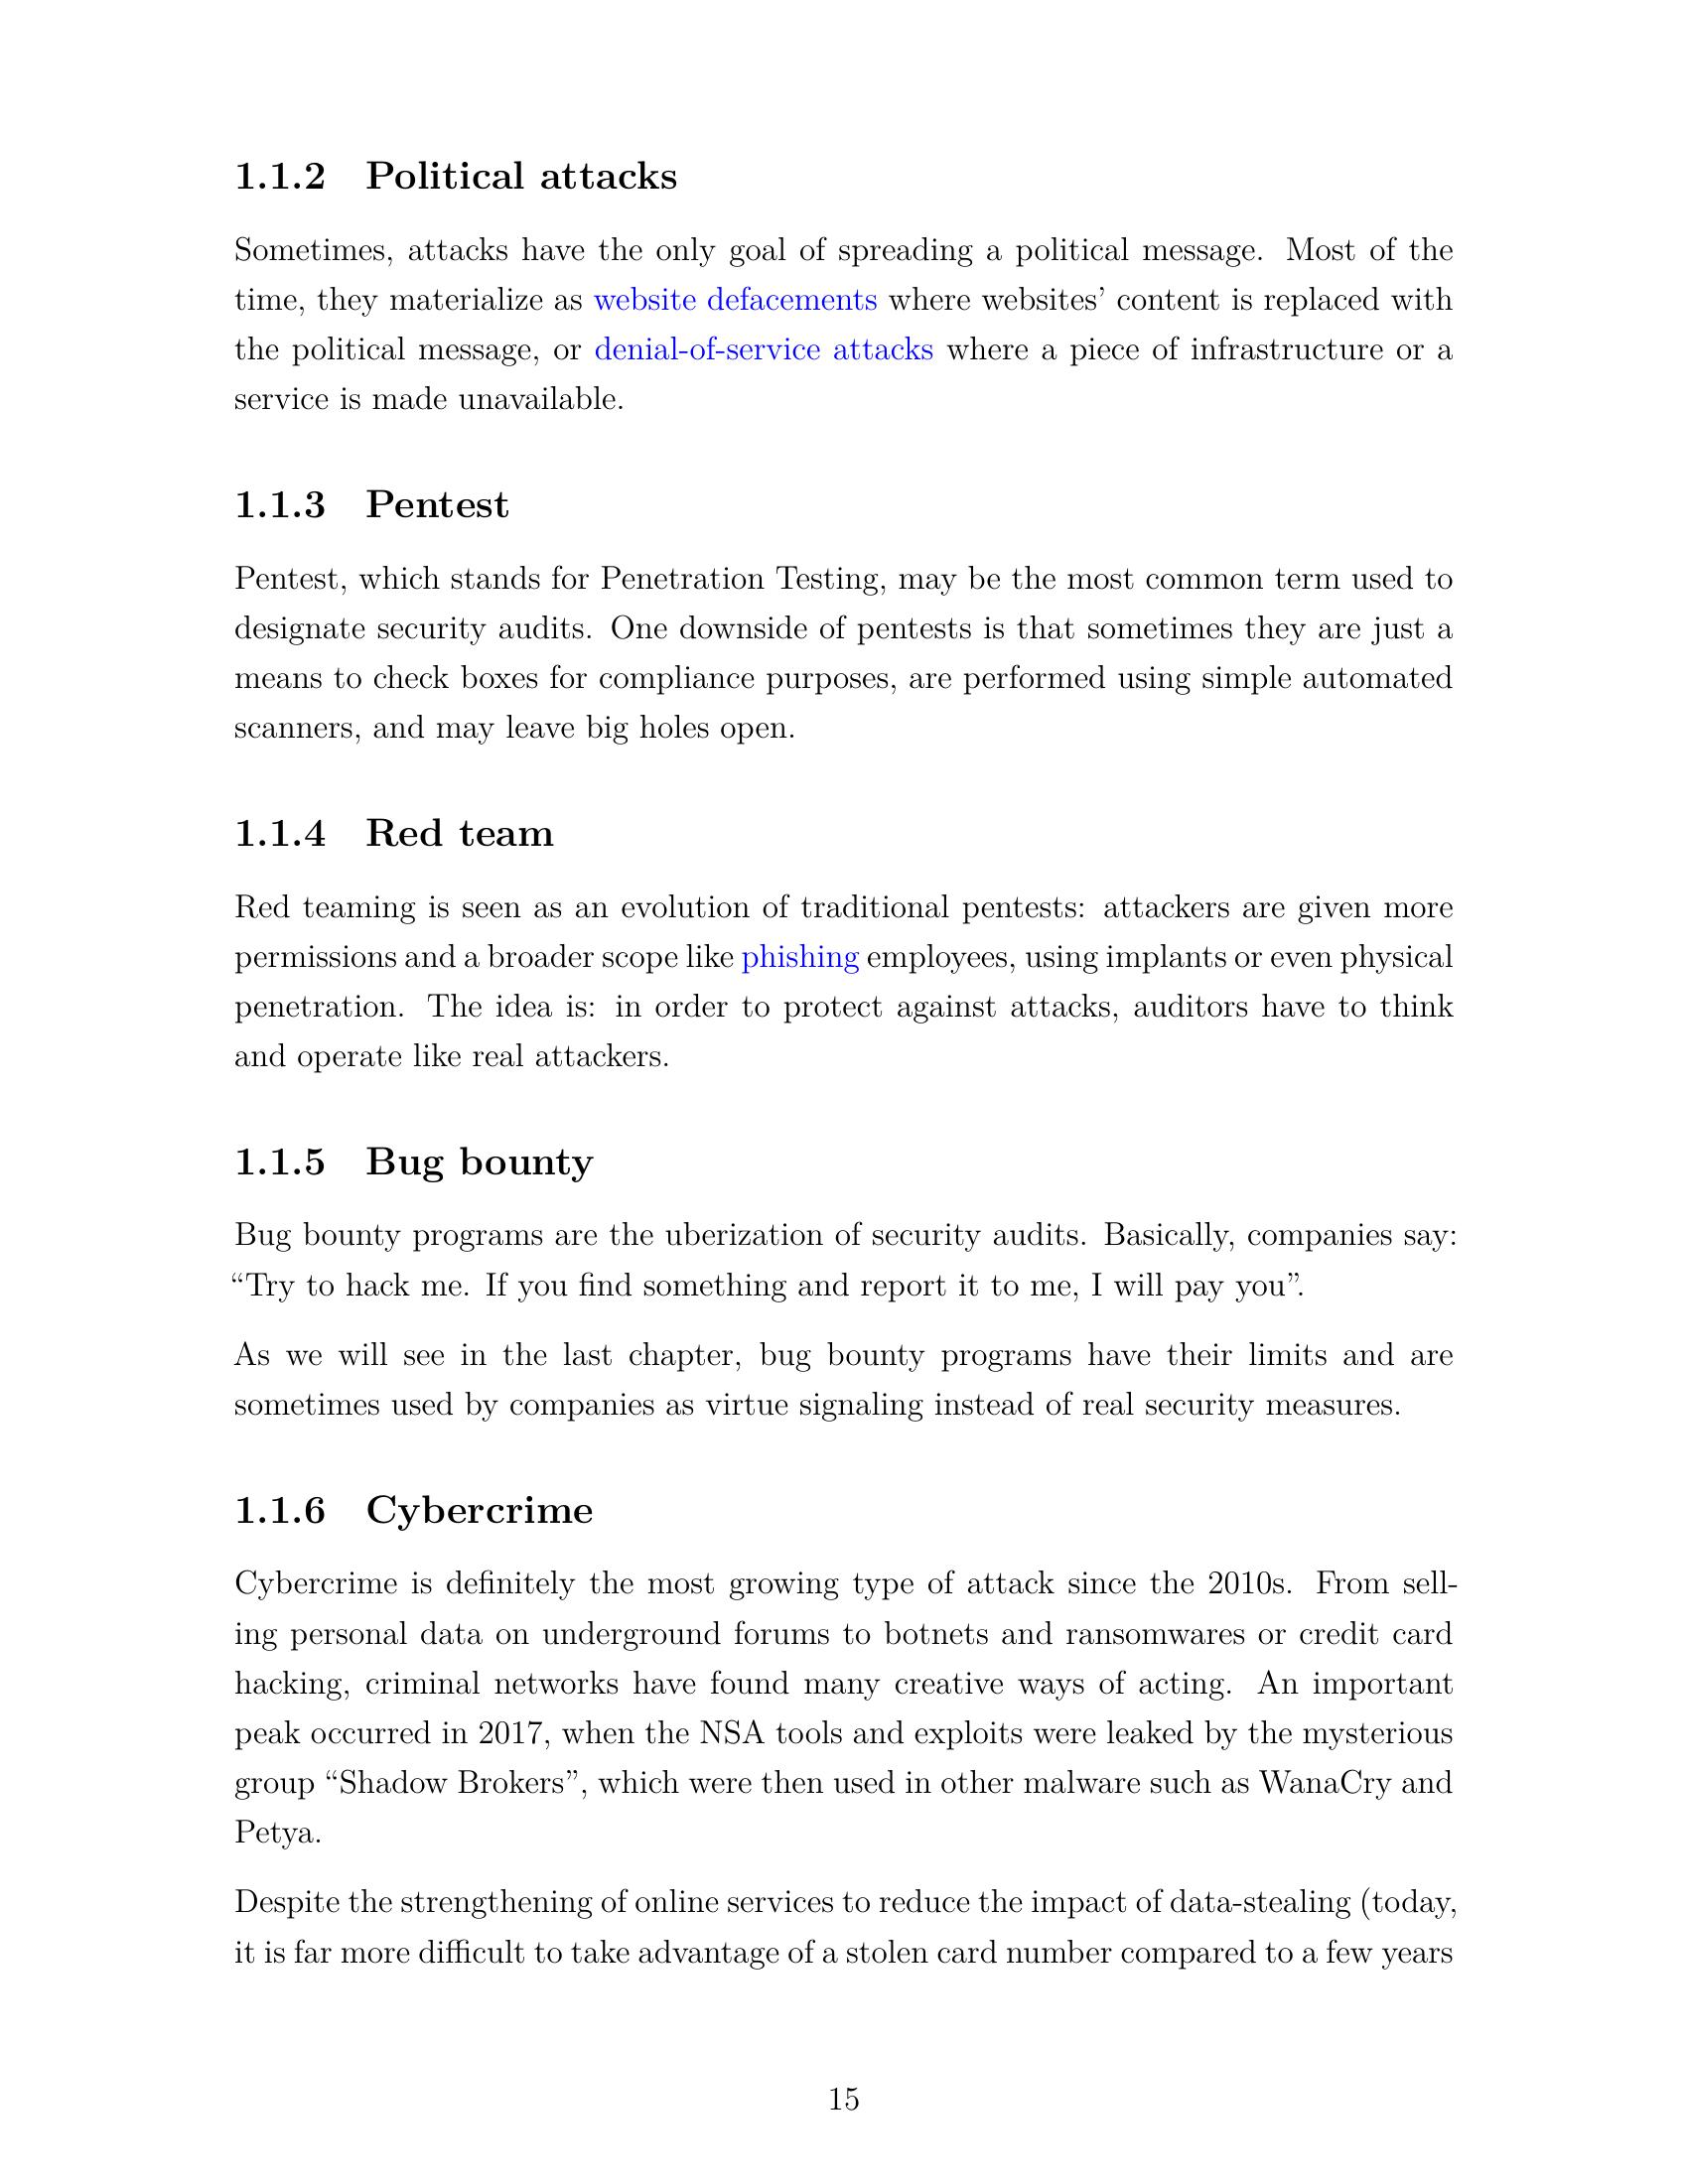 1.1.2 Political attacks
Sometimes, attacks have the only goal of spreading a political message. Most of the
time, they materialize as website defacements where websites’ content is replaced with
the political message, or denial-of-service attacks where a piece of infrastructure or a
service is made unavailable.
1.1.3 Pentest
Pentest, which stands for Penetration Testing, may be the most common term used to
designate security audits. One downside of pentests is that sometimes they are just a
means to check boxes for compliance purposes, are performed using simple automated
scanners, and may leave big holes open.
1.1.4 Red team
Red teaming is seen as an evolution of traditional pentests: attackers are given more
permissions and a broader scope like phishing employees, using implants or even physical
penetration. The idea is: in order to protect against attacks, auditors have to think
and operate like real attackers.
1.1.5 Bug bounty
Bug bounty programs are the uberization of security audits. Basically, companies say:
“Try to hack me. If you find something and report it to me, I will pay you”.
As we will see in the last chapter, bug bounty programs have their limits and are
sometimes used by companies as virtue signaling instead of real security measures.
1.1.6 Cybercrime
Cybercrime is definitely the most growing type of attack since the 2010s. From sell-
ing personal data on underground forums to botnets and ransomwares or credit card
hacking, criminal networks have found many creative ways of acting. An important
peak occurred in 2017, when the NSA tools and exploits were leaked by the mysterious
group “Shadow Brokers”, which were then used in other malware such as WanaCry and
Petya.
Despite the strengthening of online services to reduce the impact of data-stealing (today,
it is far more difficult to take advantage of a stolen card number compared to a few years
15